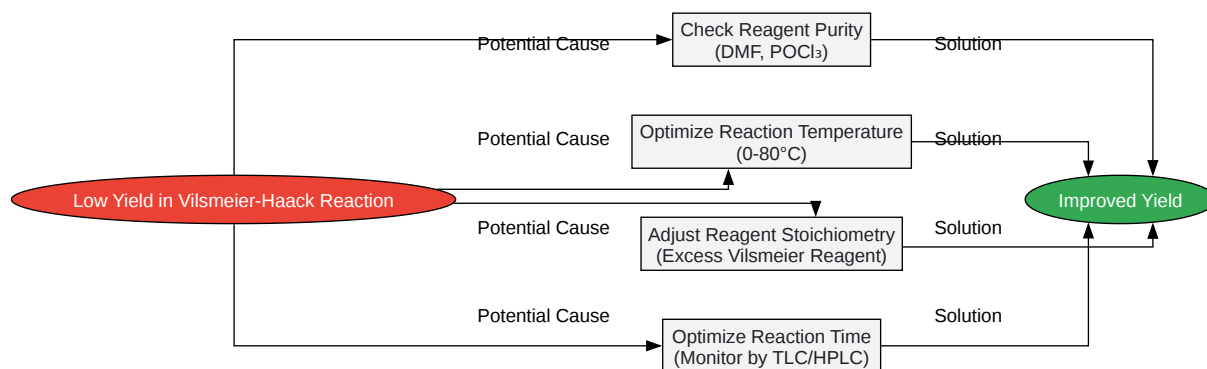 Check Reagent Purity
(DMF, POCl₃)
Potential Cause
Solution
Optimize Reaction Temperature
(0-80°C)
Potential Cause
Solution
Low Yield in Vilsmeier-Haack Reaction
Improved Yield
Potential Cause
Adjust Reagent Stoichiometry
(Excess Vilsmeier Reagent)
Solution
Potential Cause
Optimize Reaction Time
(Monitor by TLC/HPLC)
Solution